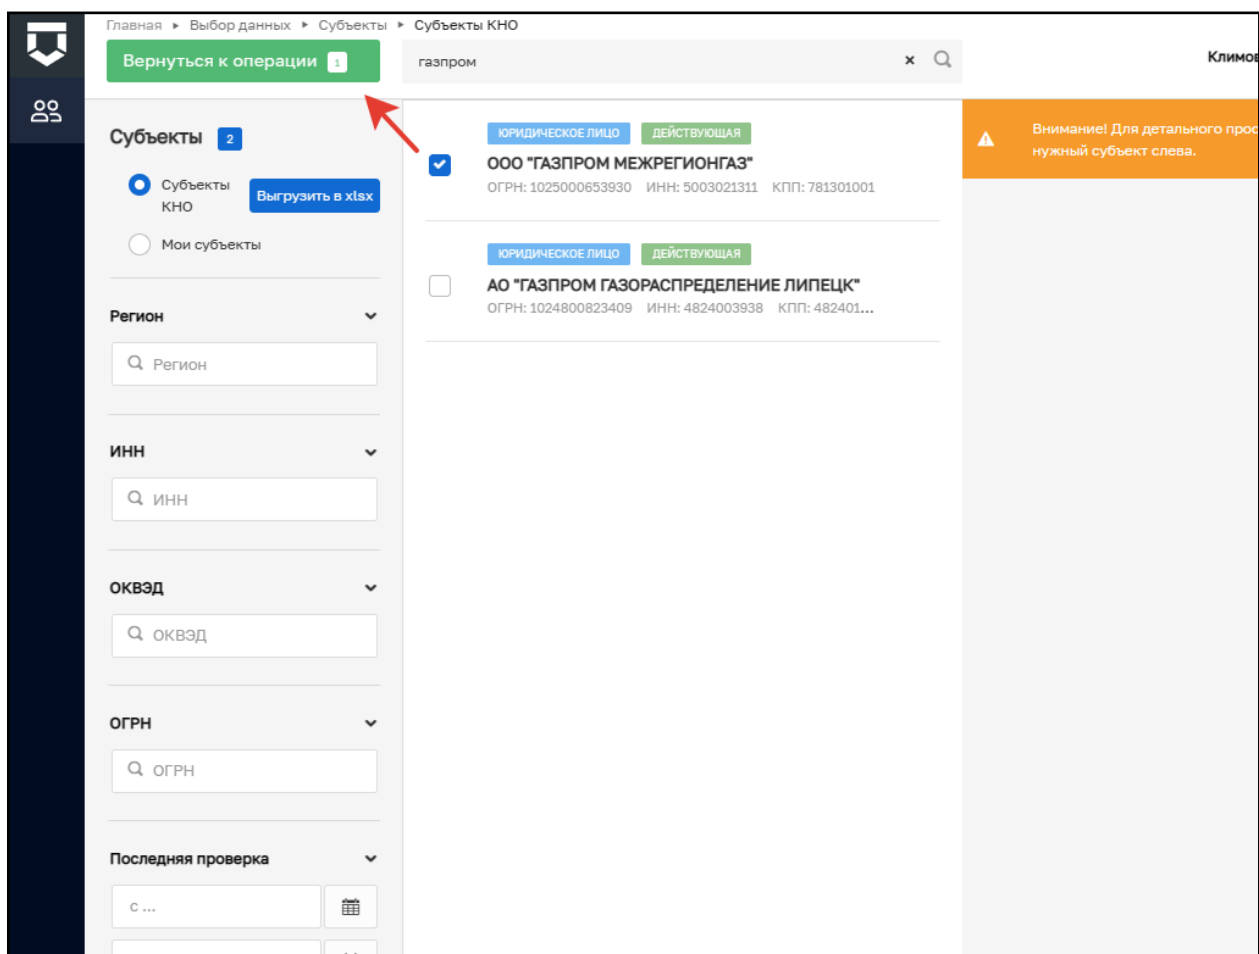 Главная ▸ Выбор данных ▸ Субъекты ▸ Субъекты КНО
Вернуться к операции 1
газпром
Климов
Субъекты 2
Субъекты
КНО
Выгрузить в xlsx
Мои субъекты
Регион
Регион
ИНН
ИНН
ОКВЭД
ОКВЭД
ОГРН
ОГРН
Последняя проверка
с ...
ЮРИДИЧЕСКОЕ ЛИЦО ДЕЙСТВУЮЩАЯ
ООО "ГАЗПРОМ МЕЖРЕГИОНГАЗ"
ОГРН: 1025000653930 ИНН: 5003021311 КПП: 781301001
ЮРИДИЧЕСКОЕ ЛИЦО ДЕЙСТВУЮЩАЯ
АО "ГАЗПРОМ ГАЗОРАСПРЕДЕЛЕНИЕ ЛИПЕЦК"
ОГРН: 1024800823409 ИНН: 4824003938 КПП: 482401...
Внимание! Для детального прос
нужный субъект слева.